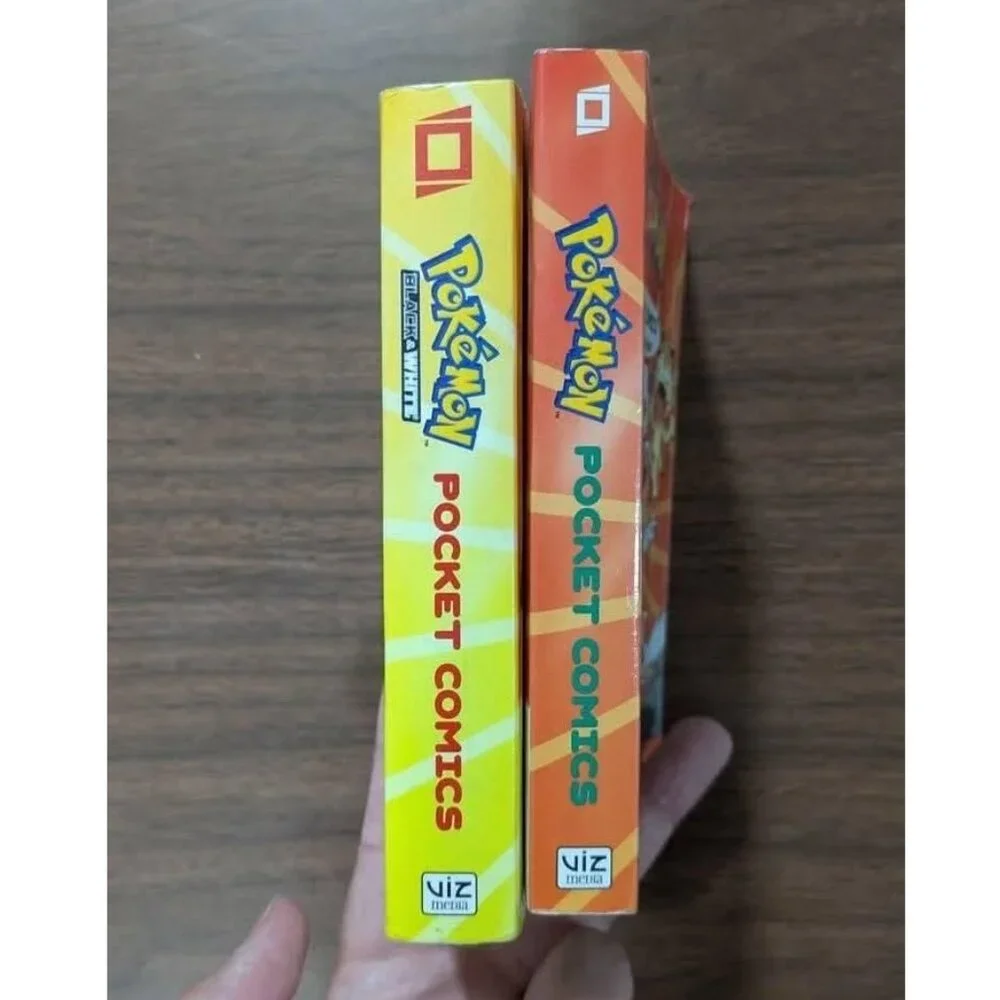 POKéMON
BLACK & WHITE
POCKET COMICS
VIZ
media
POKéMON
POCKET COMICS
VIZ
media